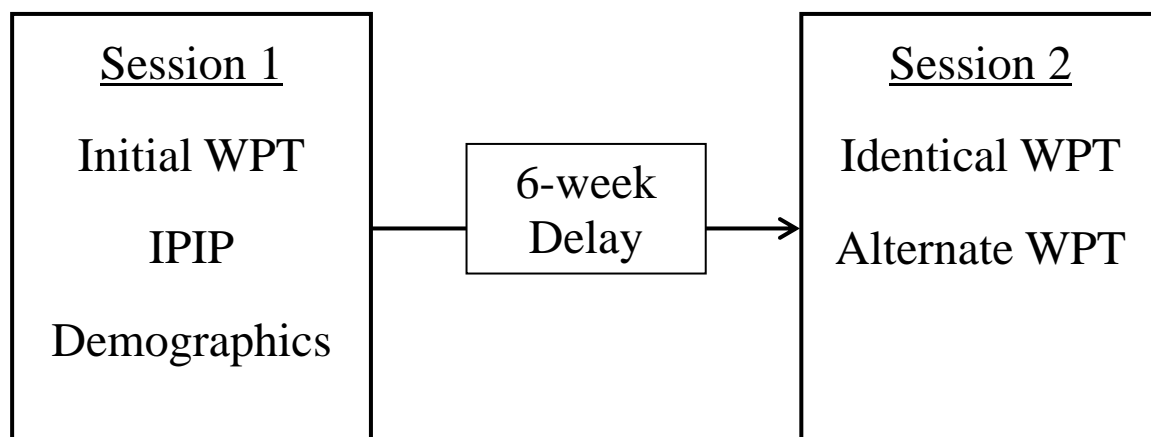 Session 1
Initial WPT
IPIP
Demographics
6-week
Delay
Session 2
Identical WPT
Alternate WPT